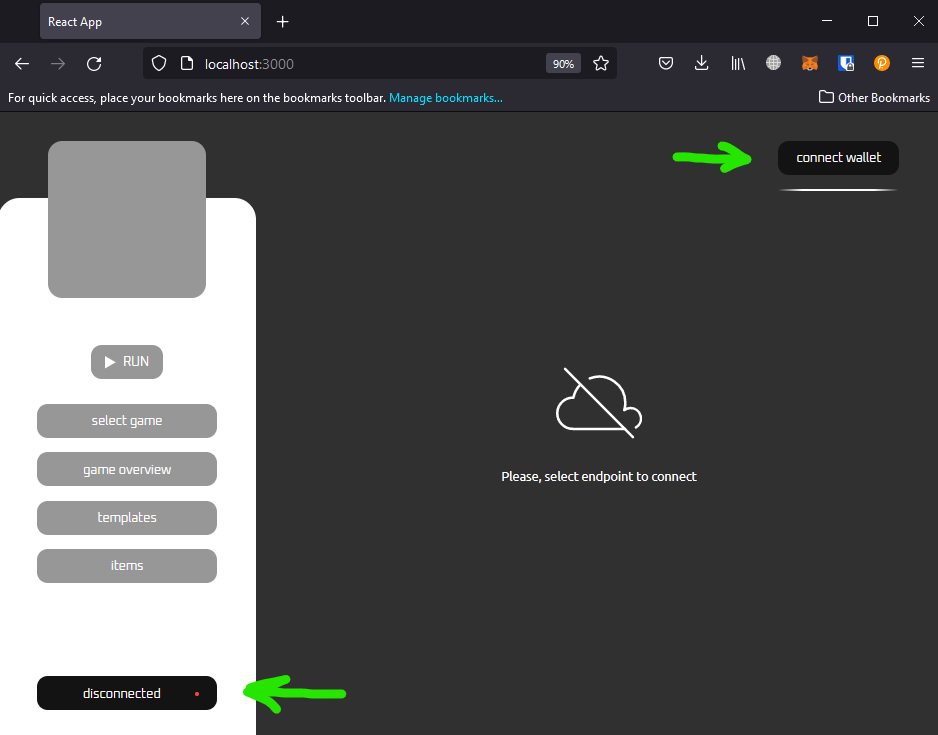 React App
localhost:3000
90%
For quick access, place your bookmarks here on the bookmarks toolbar. Manage bookmarks...
Other Bookmarks
connect wallet
RUN
select game
game overview
templates
items
Please, select endpoint to connect
disconnected